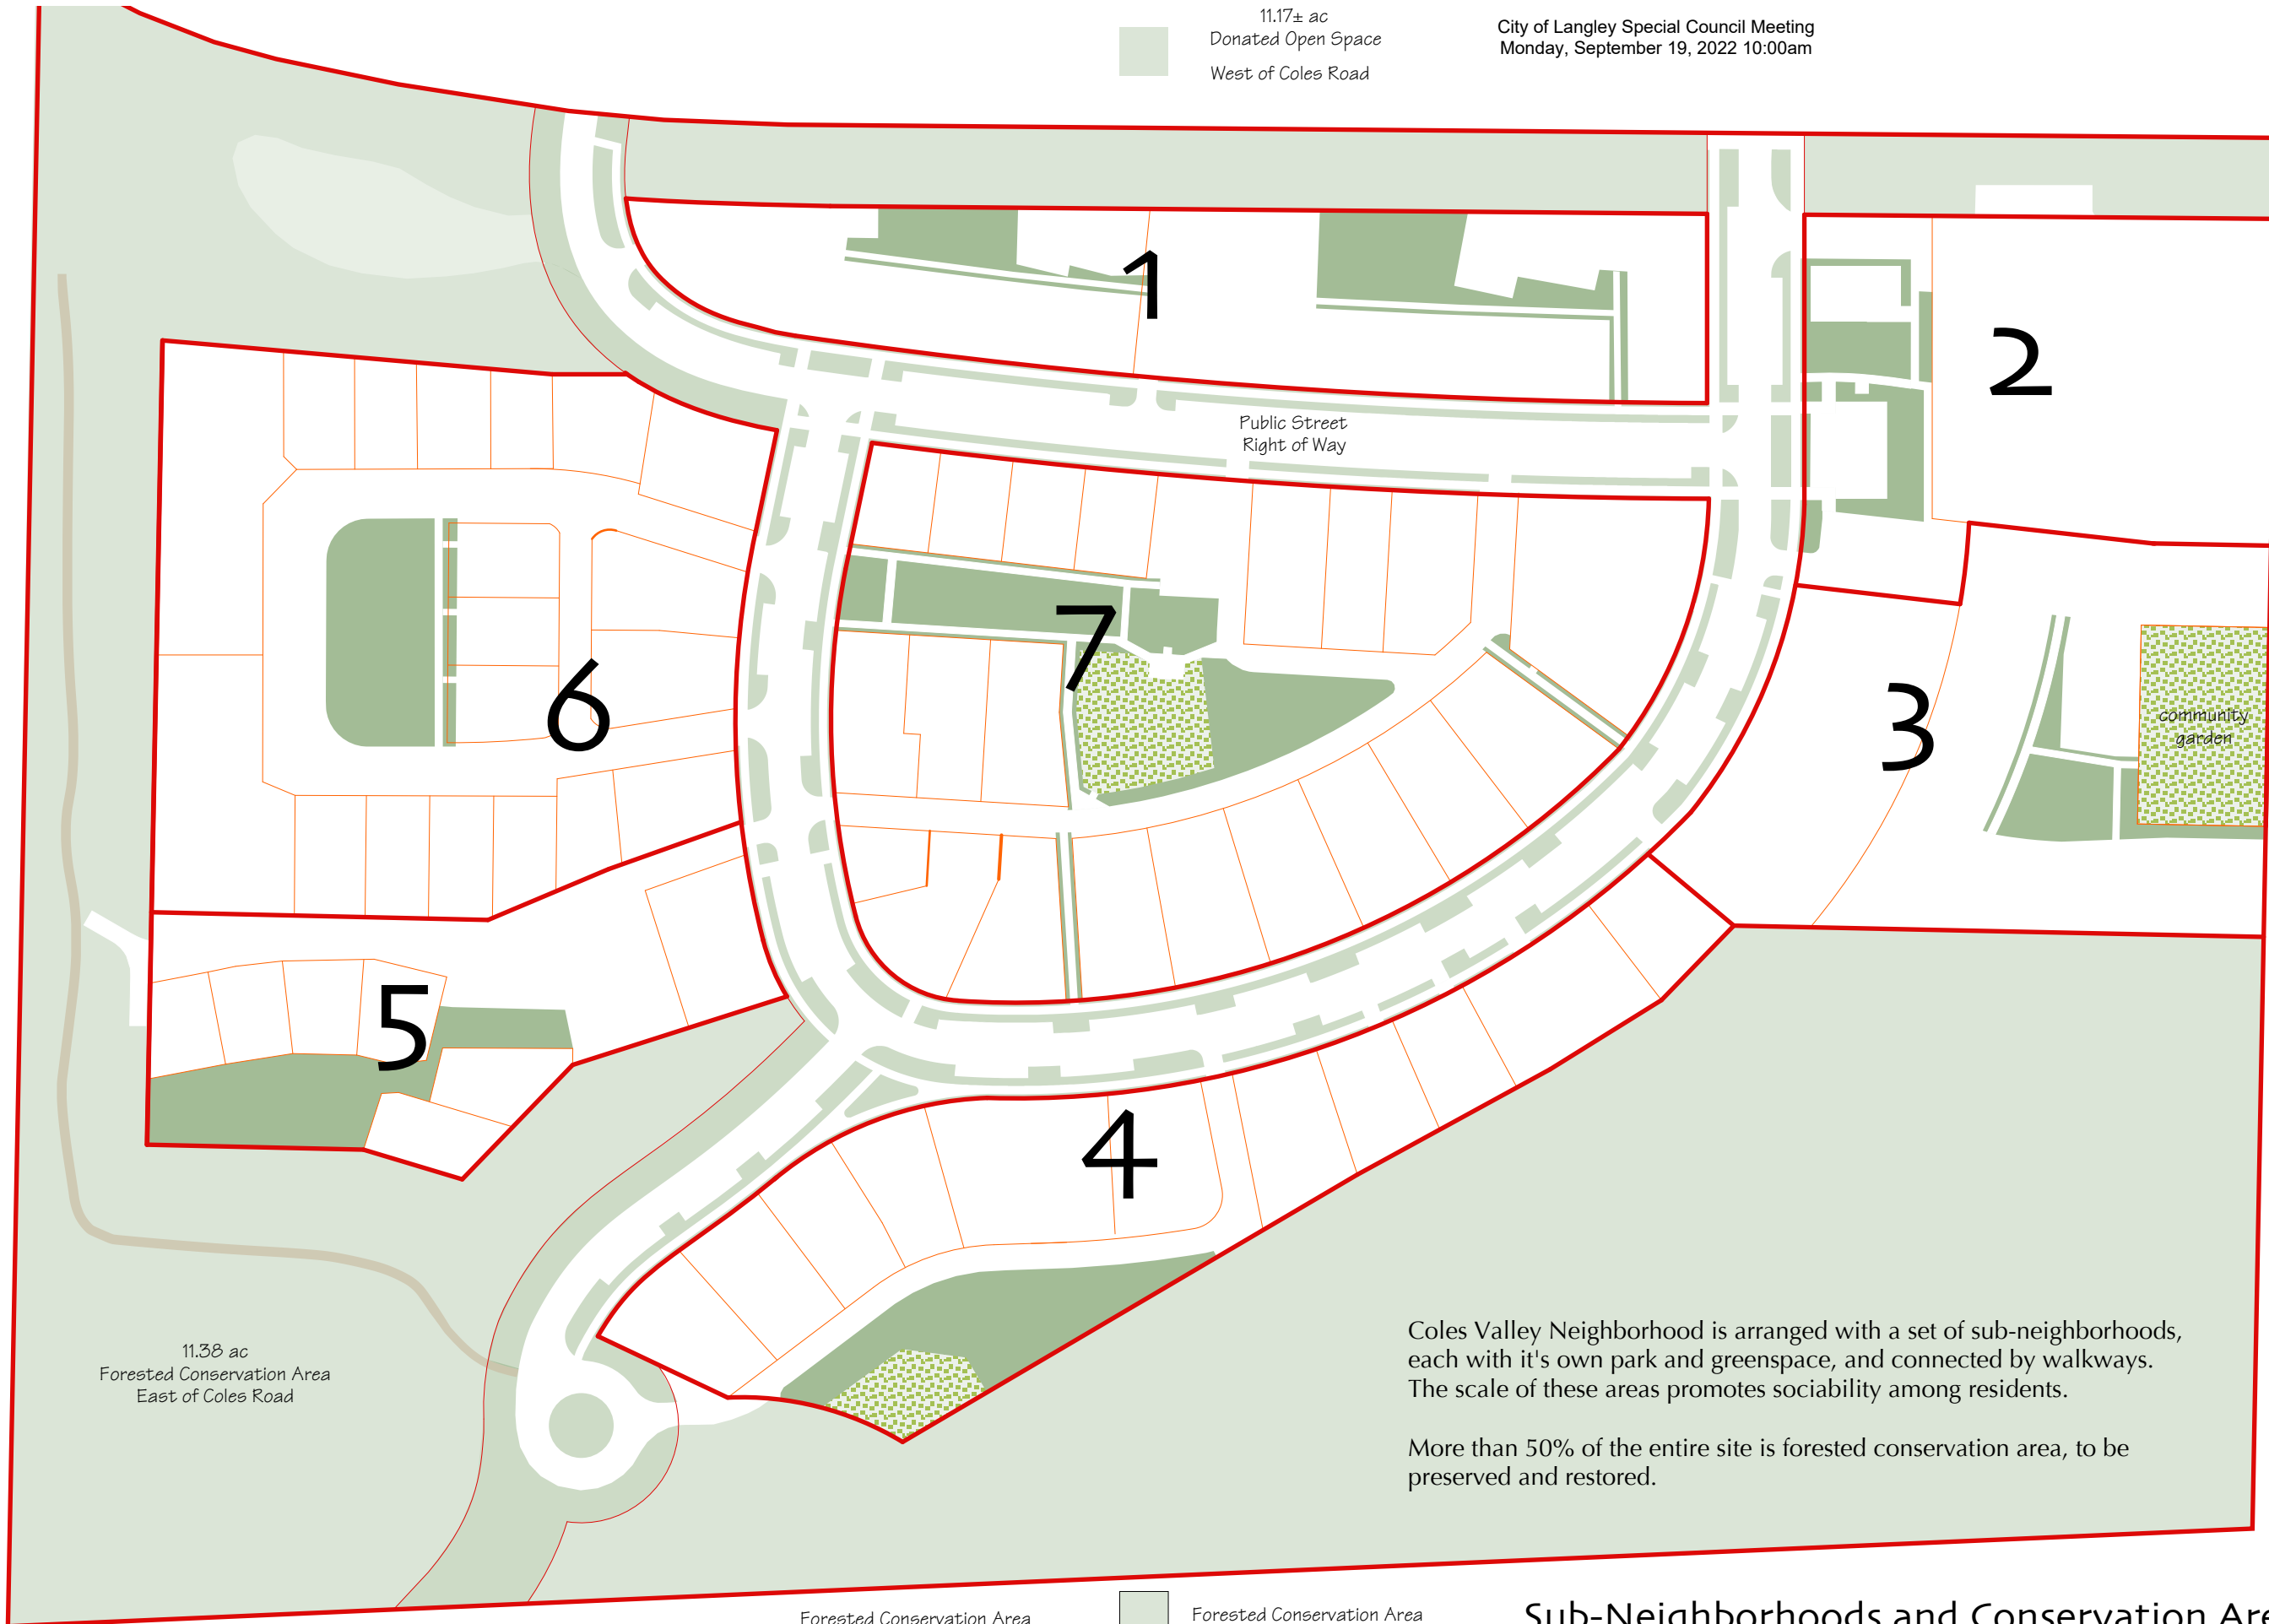 11.17± ac
Donated Open Space
West of Coles Road
City of Langley Special Council Meeting
Monday, September 19, 2022 10:00am
1
2
Public Street
Right of Way
7
6
3
community
garden
5
4
11.38 ac
Forested Conservation Area
East of Coles Road
Coles Valley Neighborhood is arranged with a set of sub-neighborhoods,
each with it's own park and greenspace, and connected by walkways.
The scale of these areas promotes sociability among residents.
More than 50% of the entire site is forested conservation area, to be
preserved and restored.
Forested Conservation Area
Forested Conservation Area
Sub-Neighborhoods and Conservation Are